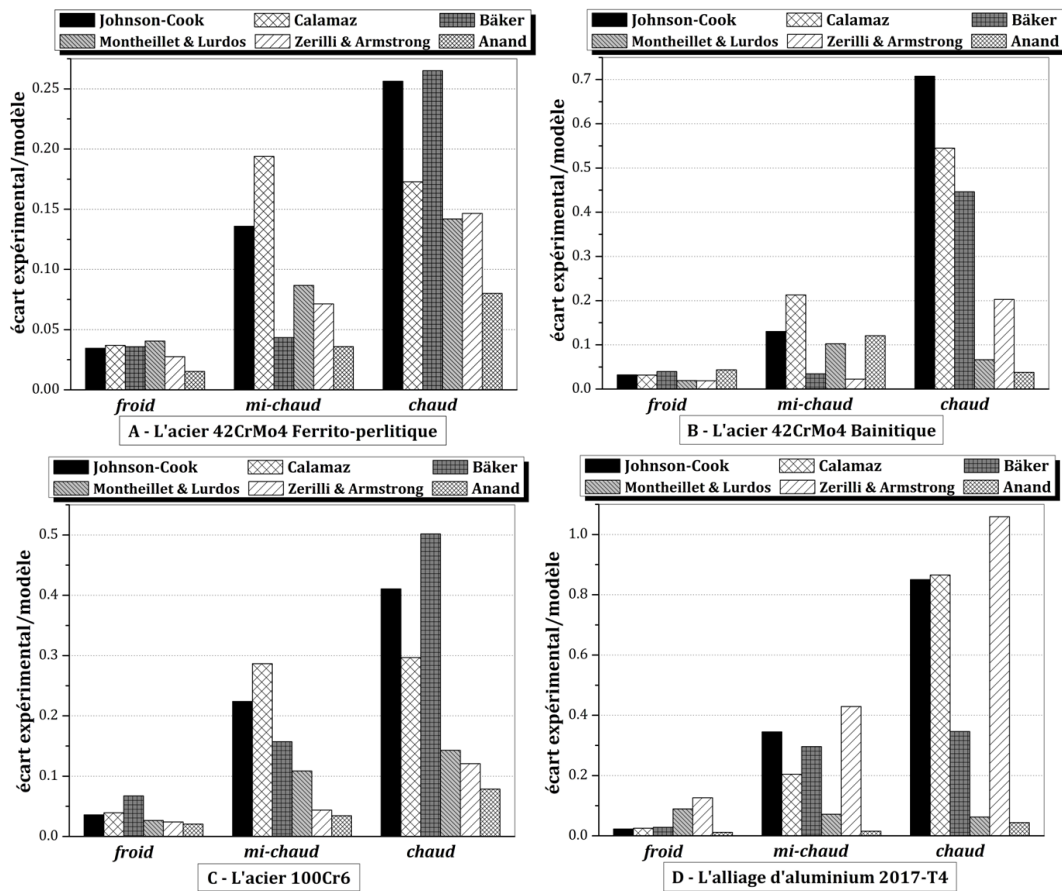 Johnson-Cook Calamaz Bäker
Montheillet & Lurdos Zerilli & Armstrong Anand
écart expérimental/modèle
0.25
0.20
0.15
0.10
0.05
0.00
froid mi-chaud chaud
A - L'acier 42CrMo4 Ferrito-perlitique
Johnson-Cook Calamaz Bäker
Montheillet & Lurdos Zerilli & Armstrong Anand
écart expérimental/modèle
0.7
0.6
0.5
0.4
0.3
0.2
0.1
0.0
froid mi-chaud chaud
B - L'acier 42CrMo4 Bainitique
Johnson-Cook Calamaz Bäker
Montheillet & Lurdos Zerilli & Armstrong Anand
écart expérimental/modèle
0.5
0.4
0.3
0.2
0.1
0.0
froid mi-chaud chaud
C - L'acier 100Cr6
Johnson-Cook Calamaz Bäker
Montheillet & Lurdos Zerilli & Armstrong Anand
écart expérimental/modèle
1.0
0.8
0.6
0.4
0.2
0.0
froid mi-chaud chaud
D - L'alliage d'aluminium 2017-T4